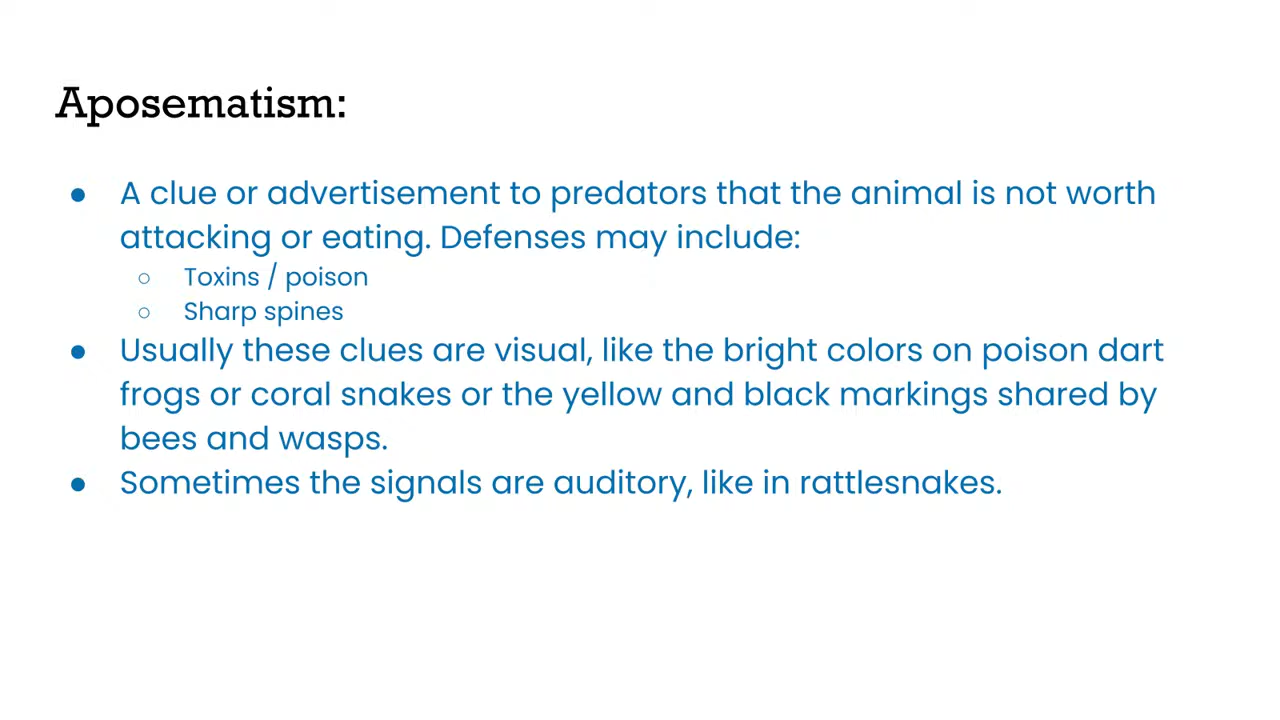 Aposematism:
● A clue or advertisement to predators that the animal is not worth
attacking or eating. Defenses may include:
○ Toxins / poison
○ Sharp spines
● Usually these clues are visual, like the bright colors on poison dart
frogs or coral snakes or the yellow and black markings shared by
bees and wasps.
● Sometimes the signals are auditory, like in rattlesnakes.